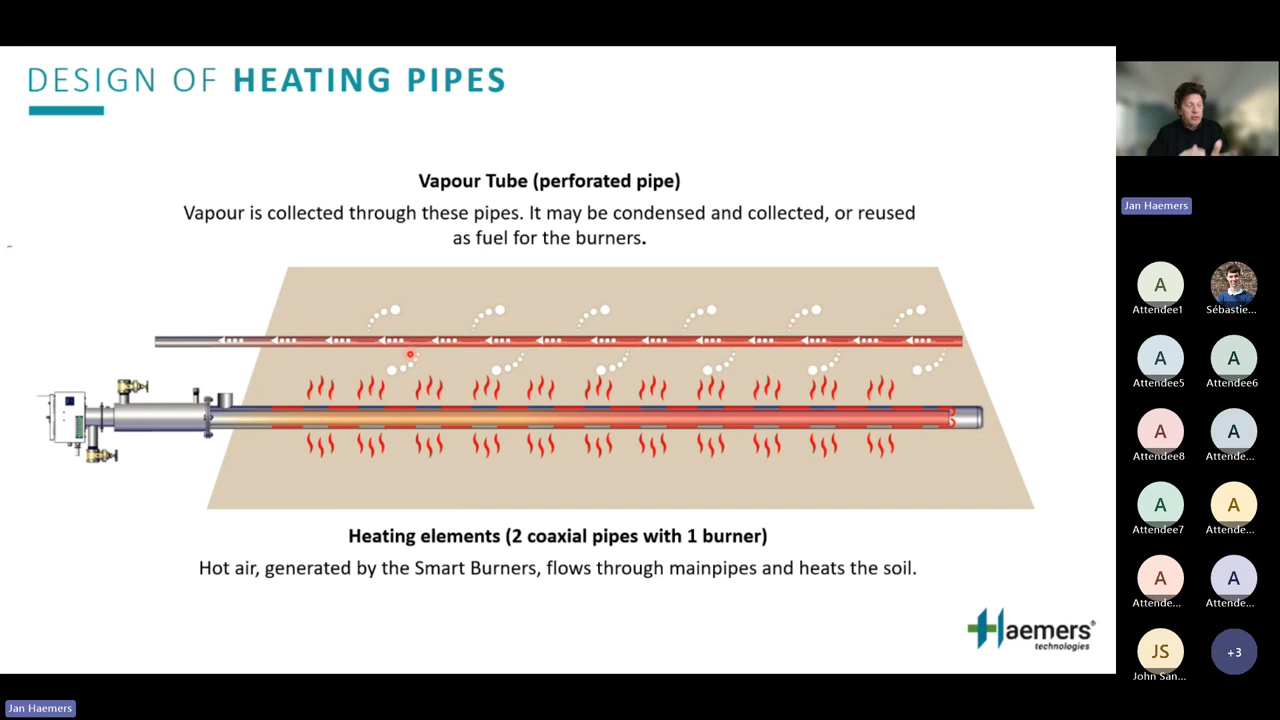 DESIGN OF HEATING PIPES
Vapour Tube (perforated pipe)
Vapour is collected through these pipes. It may be condensed and collected, or reused
as fuel for the burners.
Heating elements (2 coaxial pipes with 1 burner)
Hot air, generated by the Smart Burners, flows through mainpipes and heats the soil.
Haemers®
technologies
Jan Haemers
A
Attendee1
Sébastie...
A
Attendee5
A
Attendee6
A
Attendee8
A
Attende...
A
Attendee7
A
Attende...
A
Attende...
A
Attende...
JS
John San...
+3
Jan Haemers